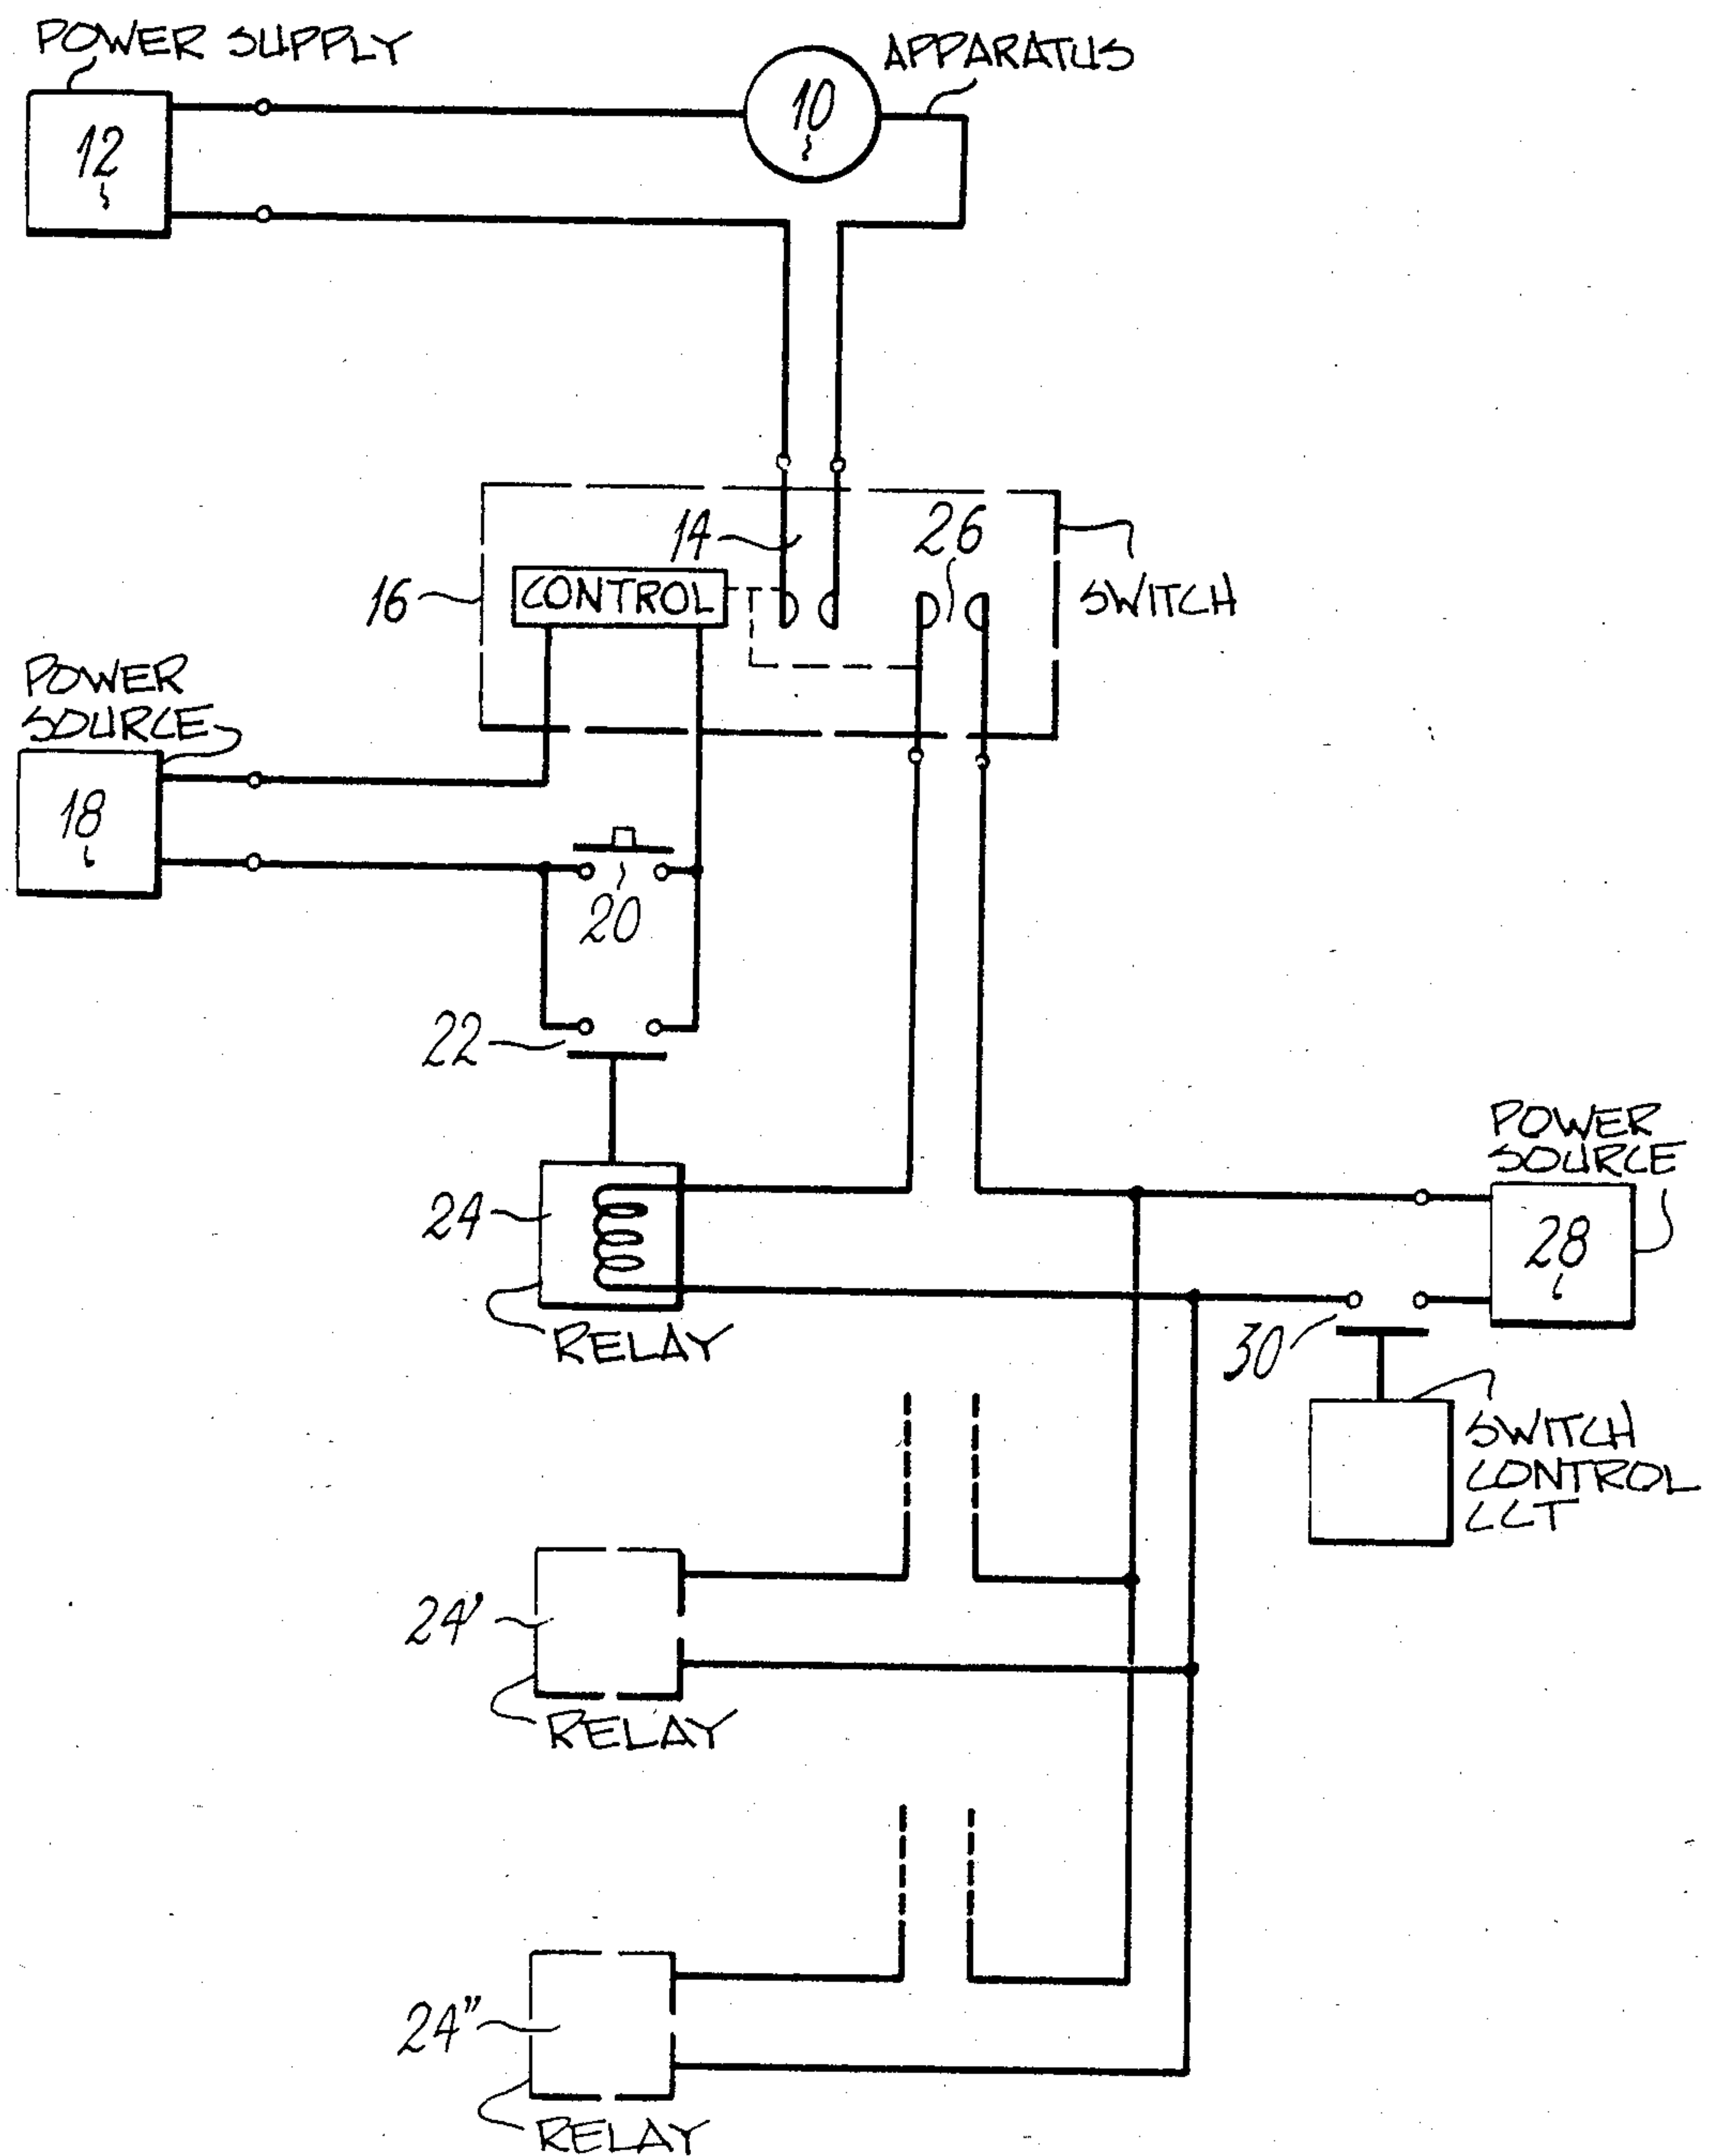 POWER SUPPLY
APPARATUS
10
12
14
26
16
CONTROL
SWITCH
POWER
SOURCE
18
20
22
POWER
SOURCE
24
28
RELAY
30
SWITCH
CONTROL
CCT
24'
RELAY
24"
RELAY